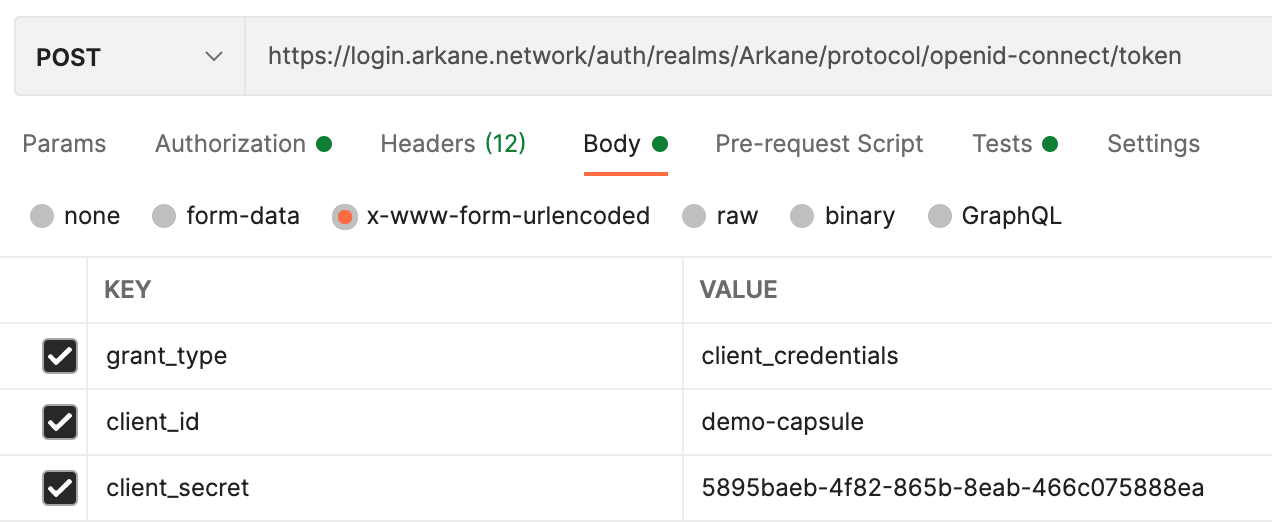 POST https://login.arkane.network/auth/realms/Arkane/protocol/openid-connect/token
Params Authorization Headers (12) Body Pre-request Script Tests Settings
none form-data x-www-form-urlencoded raw binary GraphQL
KEY VALUE
grant_type client_credentials
client_id demo-capsule
client_secret 5895baeb-4f82-865b-8eab-466c075888ea